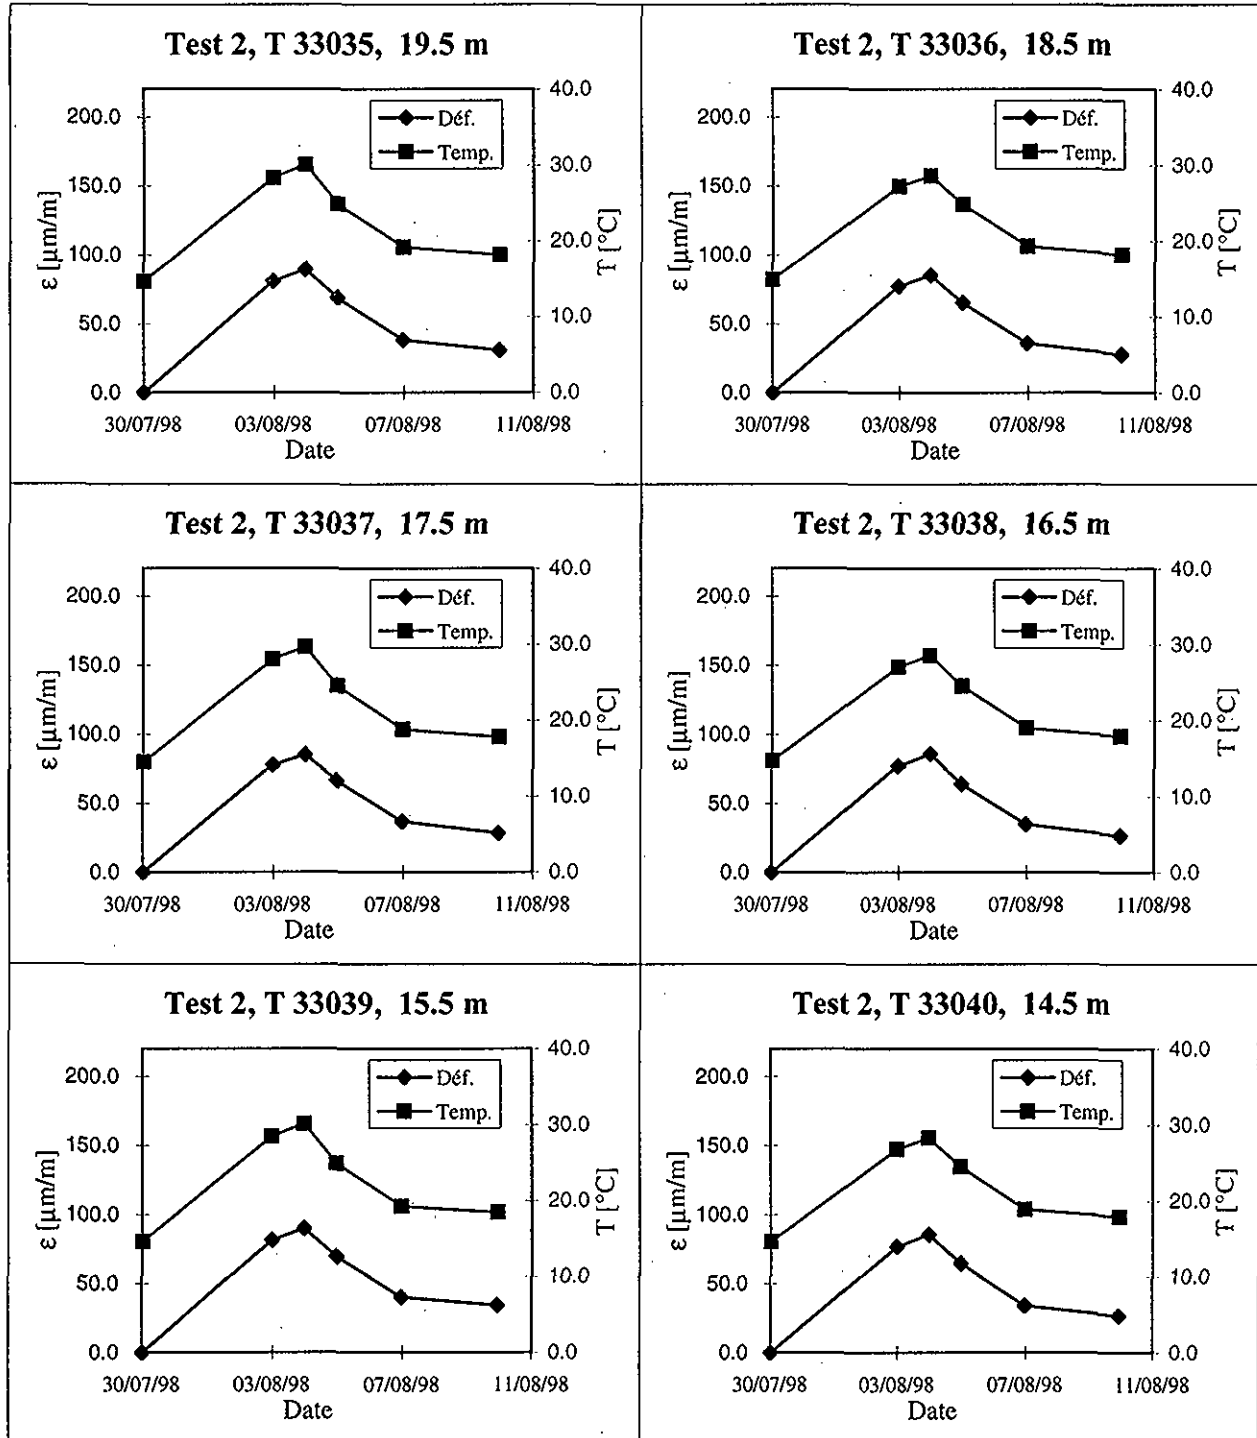 Test 2, T 33035, 19.5 m
ε [μm/m]
200.0
150.0
100.0
50.0
0.0
Déf.
Temp.
40.0
30.0
20.0
10.0
0.0
T [°C]
30/07/98 03/08/98 07/08/98 11/08/98
Date
Test 2, T 33036, 18.5 m
ε [μm/m]
200.0
150.0
100.0
50.0
0.0
Déf.
Temp.
40.0
30.0
20.0
10.0
0.0
T [°C]
30/07/98 03/08/98 07/08/98 11/08/98
Date
Test 2, T 33037, 17.5 m
ε [μm/m]
200.0
150.0
100.0
50.0
0.0
Déf.
Temp.
40.0
30.0
20.0
10.0
0.0
T [°C]
30/07/98 03/08/98 07/08/98 11/08/98
Date
Test 2, T 33038, 16.5 m
ε [μm/m]
200.0
150.0
100.0
50.0
0.0
Déf.
Temp.
40.0
30.0
20.0
10.0
0.0
T [°C]
30/07/98 03/08/98 07/08/98 11/08/98
Date
Test 2, T 33039, 15.5 m
ε [μm/m]
200.0
150.0
100.0
50.0
0.0
Déf.
Temp.
40.0
30.0
20.0
10.0
0.0
T [°C]
30/07/98 03/08/98 07/08/98 11/08/98
Date
Test 2, T 33040, 14.5 m
ε [μm/m]
200.0
150.0
100.0
50.0
0.0
Déf.
Temp.
40.0
30.0
20.0
10.0
0.0
T [°C]
30/07/98 03/08/98 07/08/98 11/08/98
Date